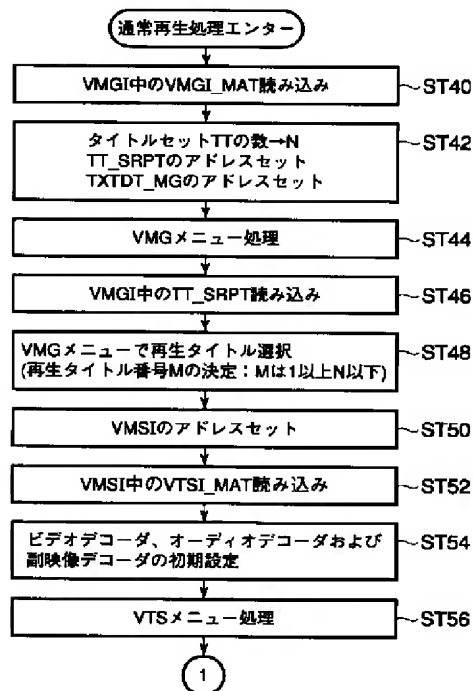 通常再生処理エンター
VMGI中のVMGI_MAT読み込み
ST40
タイトルセットTTの数→N
TT_SRPTのアドレスセット
TXTDT_MGのアドレスセット
ST42
VMGメニュー処理
ST44
VMGI中のTT_SRPT読み込み
ST46
VMGメニューで再生タイトル選択
(再生タイトル番号Mの決定：Mは1以上N以下)
ST48
VMSIのアドレスセット
ST50
VMSI中のVTSI_MAT読み込み
ST52
ビデオデコーダ、オーディオデコーダおよび
副映像デコーダの初期設定
ST54
VTSメニュー処理
ST56
1